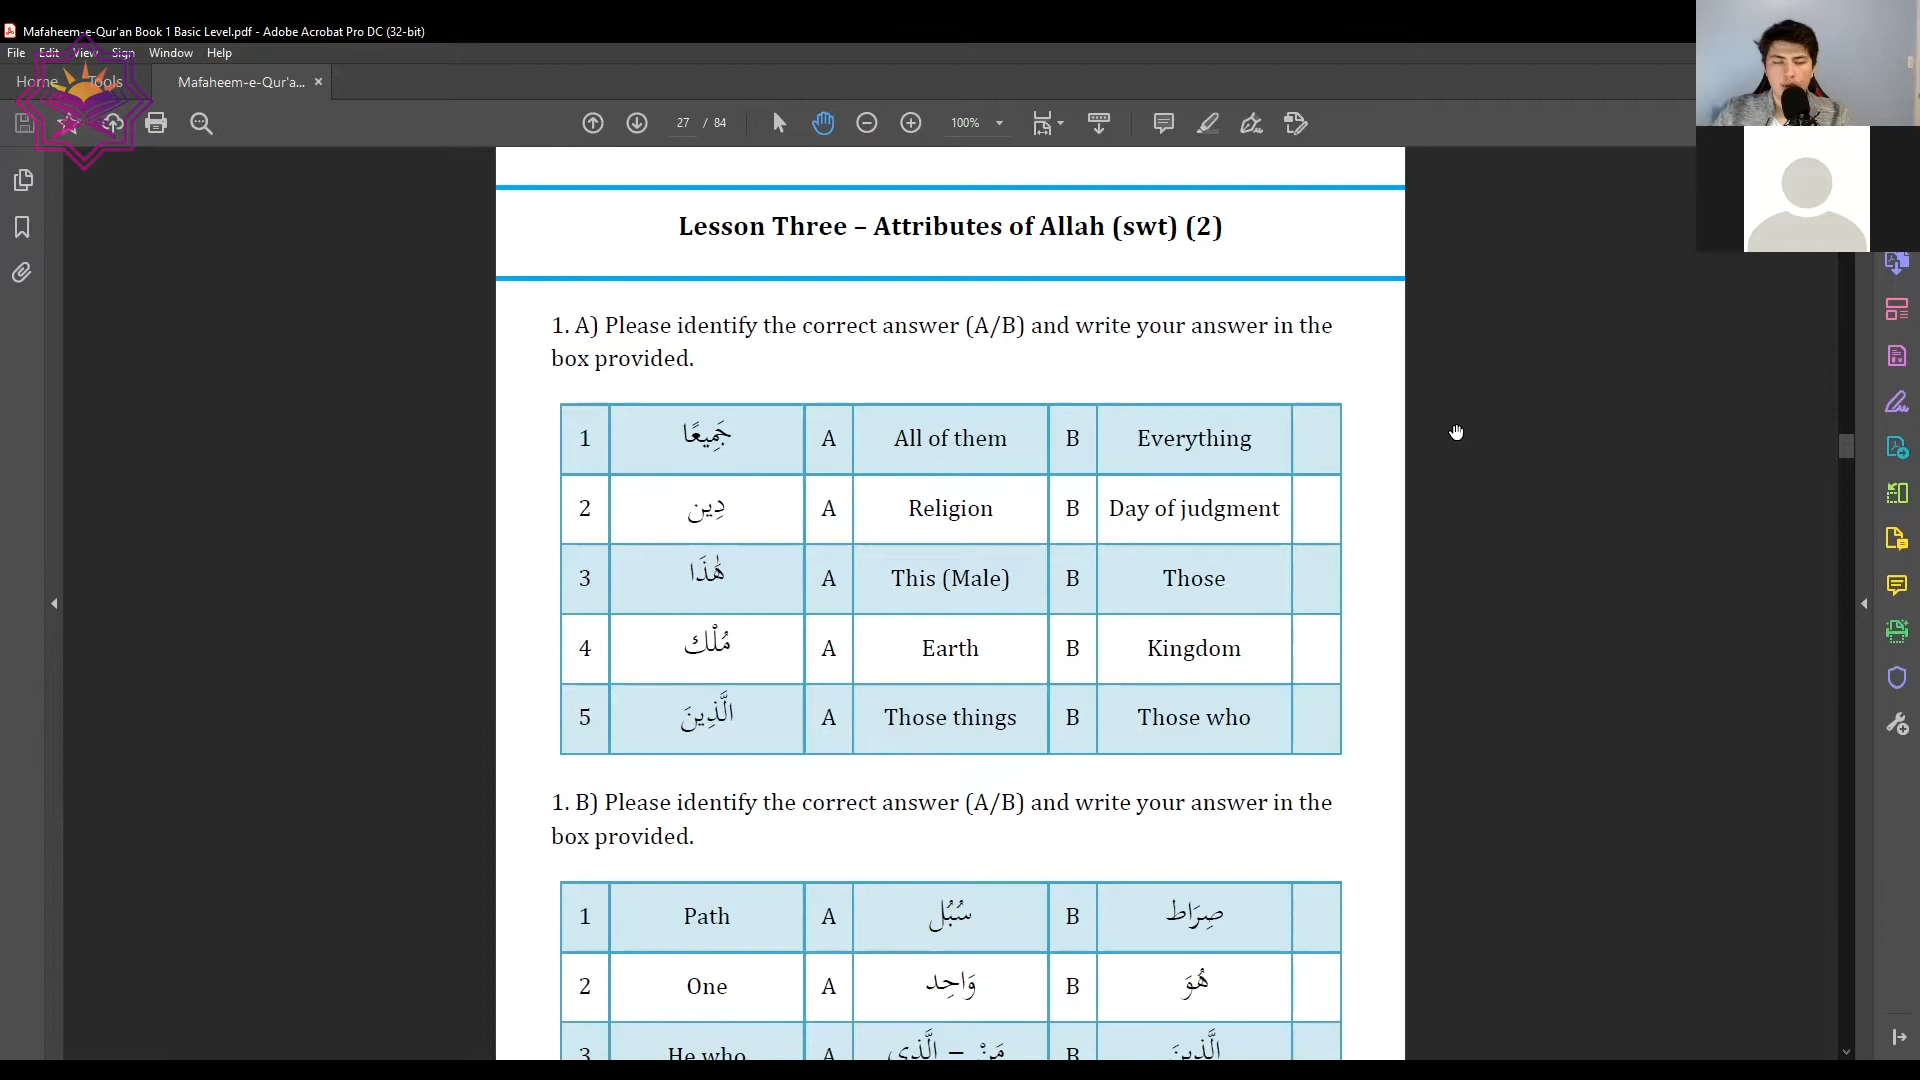 Mafaheem-e-Qur'an Book 1 Basic Level.pdf - Adobe Acrobat Pro DC (32-bit)
File Edit View Sign Window Help
Home Tools Mafaheem-e-Qur'a... ×
27 / 84 100%
Lesson Three – Attributes of Allah (swt) (2)
1. A) Please identify the correct answer (A/B) and write your answer in the
box provided.
1 جَمِيعًا A All of them B Everything
2 دِين A Religion B Day of judgment
3 هَٰذَا A This (Male) B Those
4 مُلْك A Earth B Kingdom
5 الَّذِينَ A Those things B Those who
1. B) Please identify the correct answer (A/B) and write your answer in the
box provided.
1 Path A سُبُل B صِرَاط
2 One A وَاحِد B هُوَ
3 He who A مَنْ – الَّذِي B الَّذِينَ